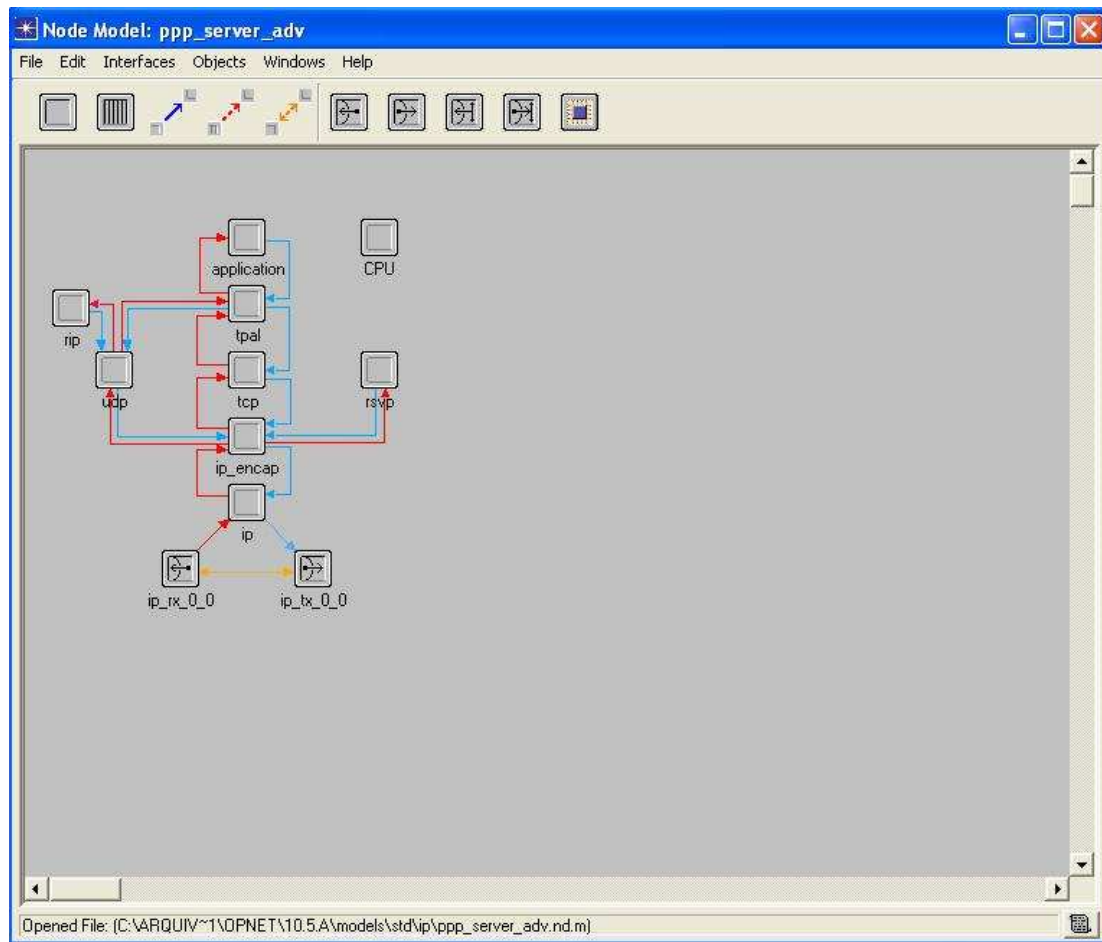 Node Model: ppp_server_adv
File Edit Interfaces Objects Windows Help
application
CPU
rip
tpal
udp
tcp
rsvp
ip_encap
ip
ip_rx_0_0
ip_tx_0_0
Opened File: (C:\ARQUIV~1\OPNET\10.5.A\models\std\ip\ppp_server_adv.nd.m)